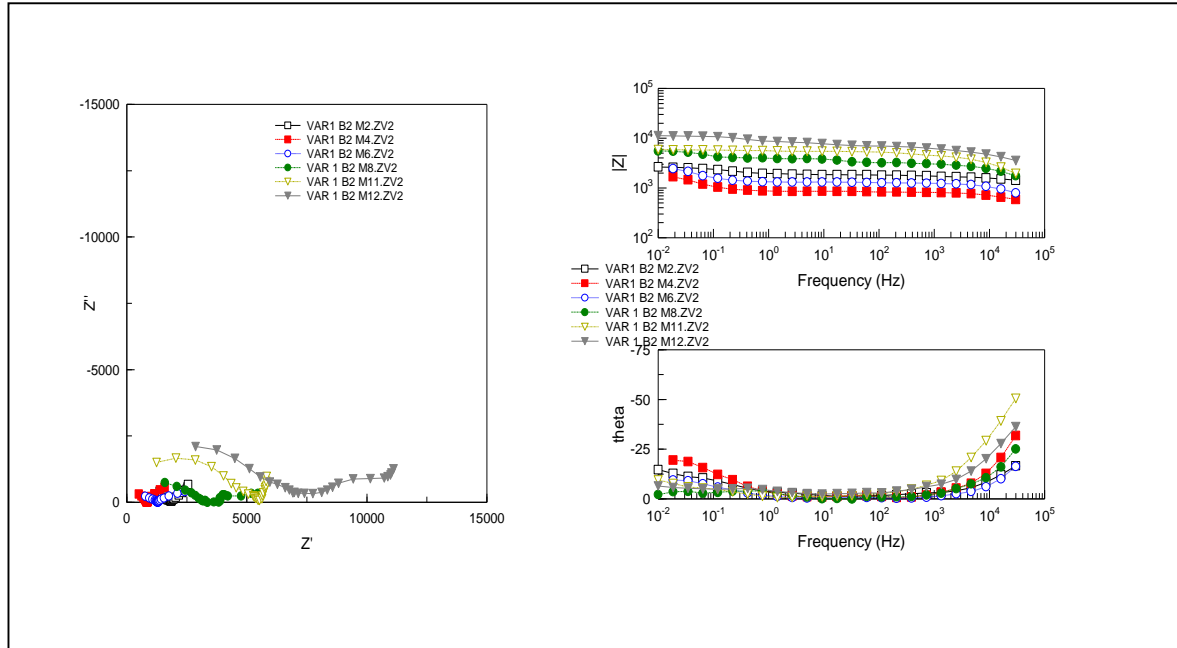 -15000
-10000
-5000
0
0
5000
10000
15000
Z''
Z'
VAR1 B2 M2.ZV2
VAR1 B2 M4.ZV2
VAR1 B2 M6.ZV2
VAR 1 B2 M8.ZV2
VAR 1 B2 M11.ZV2
VAR 1 B2 M12.ZV2
10^5
10^4
10^3
10^2
|Z|
10^-2 10^-1 10^0 10^1 10^2 10^3 10^4 10^5
Frequency (Hz)
VAR1 B2 M2.ZV2
VAR1 B2 M4.ZV2
VAR1 B2 M6.ZV2
VAR 1 B2 M8.ZV2
VAR 1 B2 M11.ZV2
VAR 1 B2 M12.ZV2
-75
-50
-25
0
theta
10^-2 10^-1 10^0 10^1 10^2 10^3 10^4 10^5
Frequency (Hz)